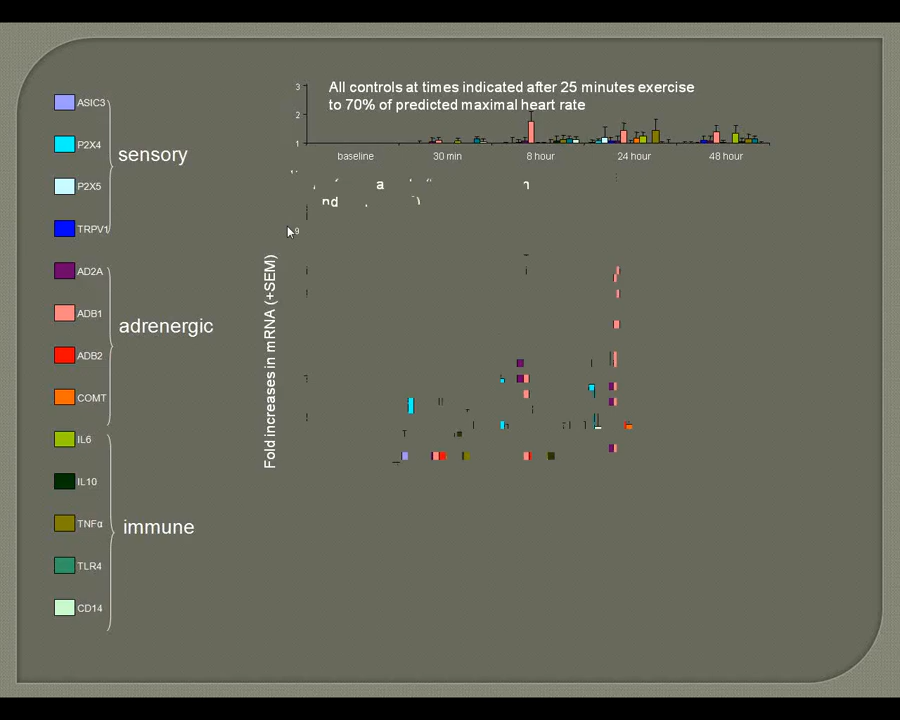 All controls at times indicated after 25 minutes exercise
to 70% of predicted maximal heart rate
3
2
1
baseline
30 min
8 hour
24 hour
48 hour
ASIC3
P2X4
P2X5
TRPV1
sensory
AD2A
ADB1
ADB2
COMT
adrenergic
IL6
IL10
TNFα
TLR4
CD14
immune
9
Fold increases in mRNA (+SEM)